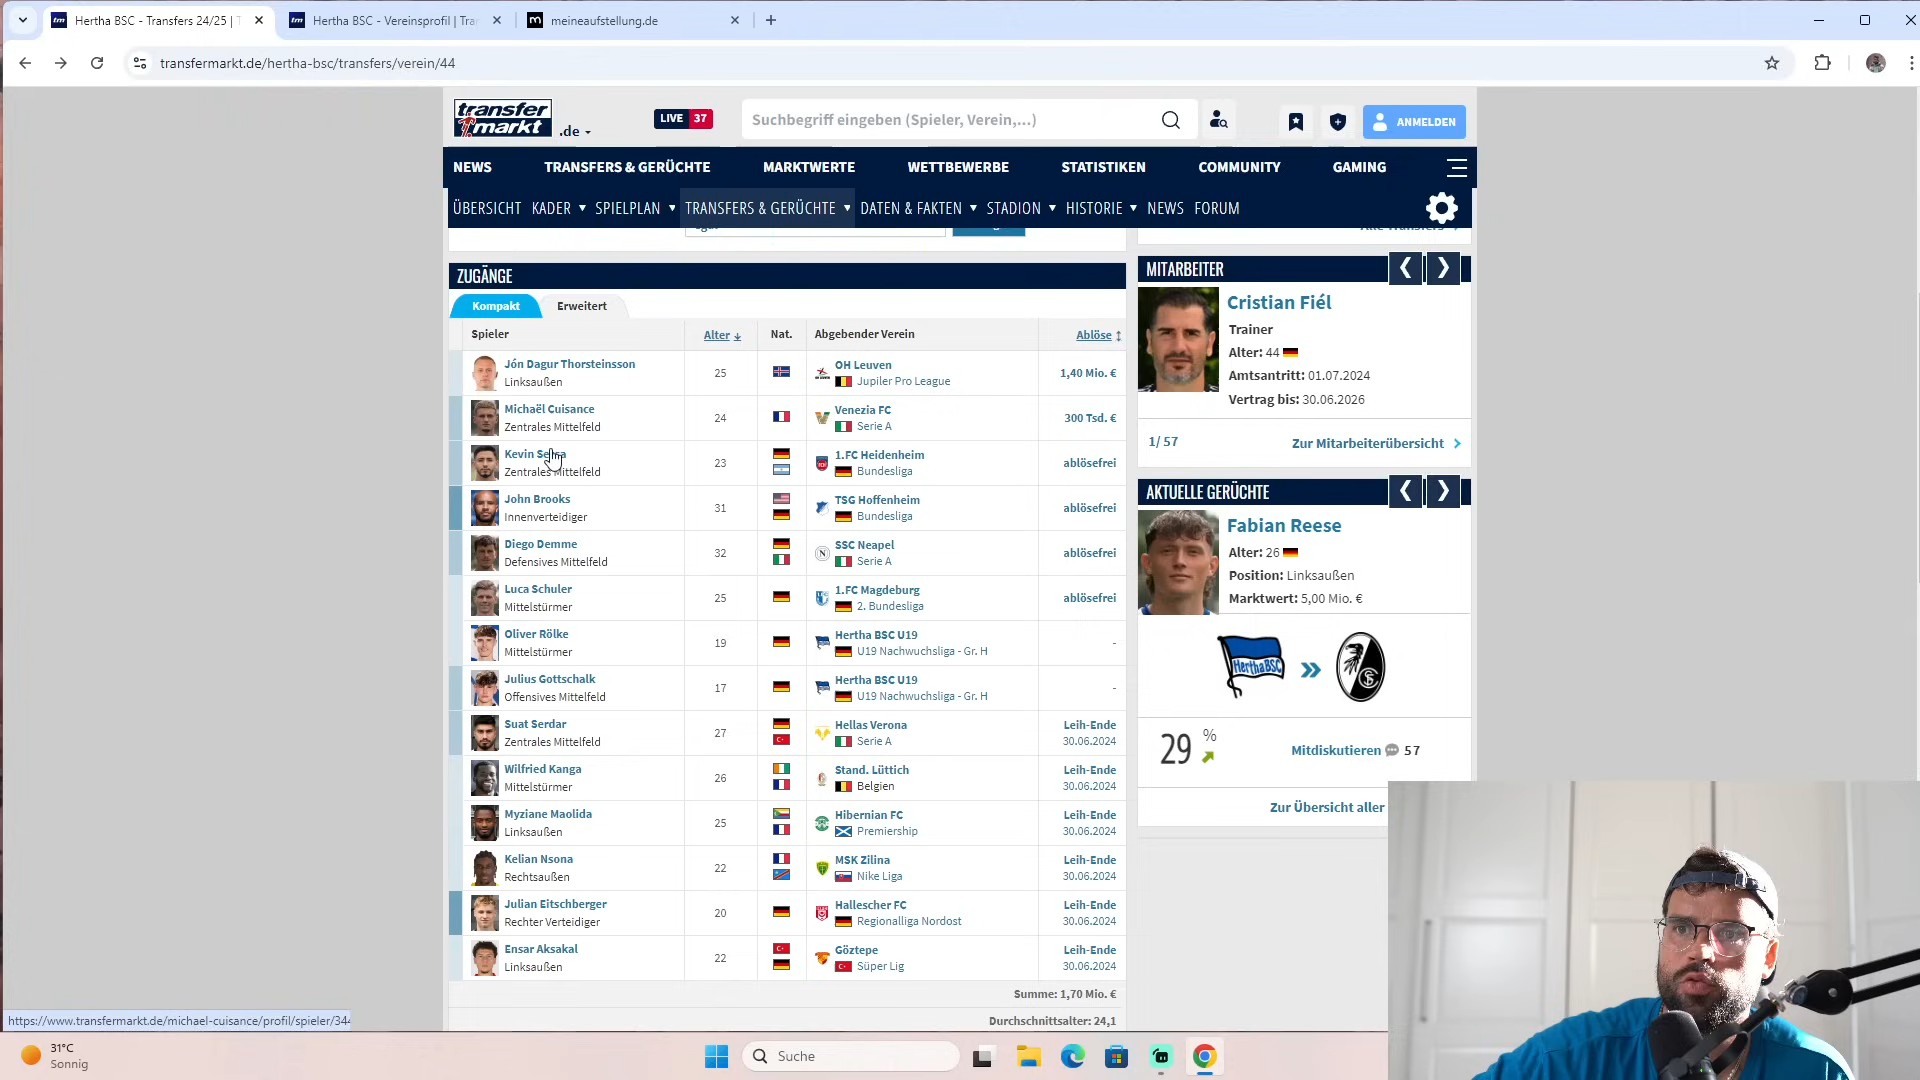 Hertha BSC - Transfers 24/25 | T
Hertha BSC - Vereinsprofil | Tra
meineaufstellung.de
transfermarkt.de/hertha-bsc/transfers/verein/44
transfer
markt
.de
LIVE 37
Suchbegriff eingeben (Spieler, Verein,...)
ANMELDEN
NEWS TRANSFERS & GERÜCHTE MARKTWERTE WETTBEWERBE STATISTIKEN COMMUNITY GAMING
ÜBERSICHT KADER SPIELPLAN TRANSFERS & GERÜCHTE DATEN & FAKTEN STADION HISTORIE NEWS FORUM
ZUGÄNGE
Kompakt Erweitert
Spieler Alter Nat. Abgebender Verein Ablöse
Jón Dagur Thorsteinsson
Linksaußen
25
OH Leuven
Jupiler Pro League
1,40 Mio. €
Michaël Cuisance
Zentrales Mittelfeld
24
Venezia FC
Serie A
300 Tsd. €
Kevin
Zentrales Mittelfeld
23
1.FC Heidenheim
Bundesliga
ablösefrei
John Brooks
Innenverteidiger
31
TSG Hoffenheim
Bundesliga
ablösefrei
Diego Demme
Defensives Mittelfeld
32
SSC Neapel
Serie A
ablösefrei
Luca Schuler
Mittelstürmer
25
1.FC Magdeburg
2. Bundesliga
ablösefrei
Oliver Rölke
Mittelstürmer
19
Hertha BSC U19
U19 Nachwuchsliga - Gr. H
-
Julius Gottschalk
Offensives Mittelfeld
17
Hertha BSC U19
U19 Nachwuchsliga - Gr. H
-
Suat Serdar
Zentrales Mittelfeld
27
Hellas Verona
Serie A
Leih-Ende
30.06.2024
Wilfried Kanga
Mittelstürmer
26
Stand. Lüttich
Belgien
Leih-Ende
30.06.2024
Myziane Maolida
Linksaußen
25
Hibernian FC
Premiership
Leih-Ende
30.06.2024
Kelian Nsona
Rechtsaußen
22
MSK Zilina
Nike Liga
Leih-Ende
30.06.2024
Julian Eitschberger
Rechter Verteidiger
20
Hallescher FC
Regionalliga Nordost
Leih-Ende
30.06.2024
Ensar Aksakal
Linksaußen
22
Göztepe
Süper Lig
Leih-Ende
30.06.2024
Summe: 1,70 Mio. €
Durchschnittsalter: 24,1
MITARBEITER
Cristian Fiél
Trainer
Alter: 44
Amtsantritt: 01.07.2024
Vertrag bis: 30.06.2026
1/ 57
Zur Mitarbeiterübersicht
AKTUELLE GERÜCHTE
Fabian Reese
Alter: 26
Position: Linksaußen
Marktwert: 5,00 Mio. €
Hertha BSC
29 %
Mitdiskutieren 57
Zur Übersicht aller
https://www.transfermarkt.de/michael-cuisance/profil/spieler/344
31°C
Sonnig
Suche